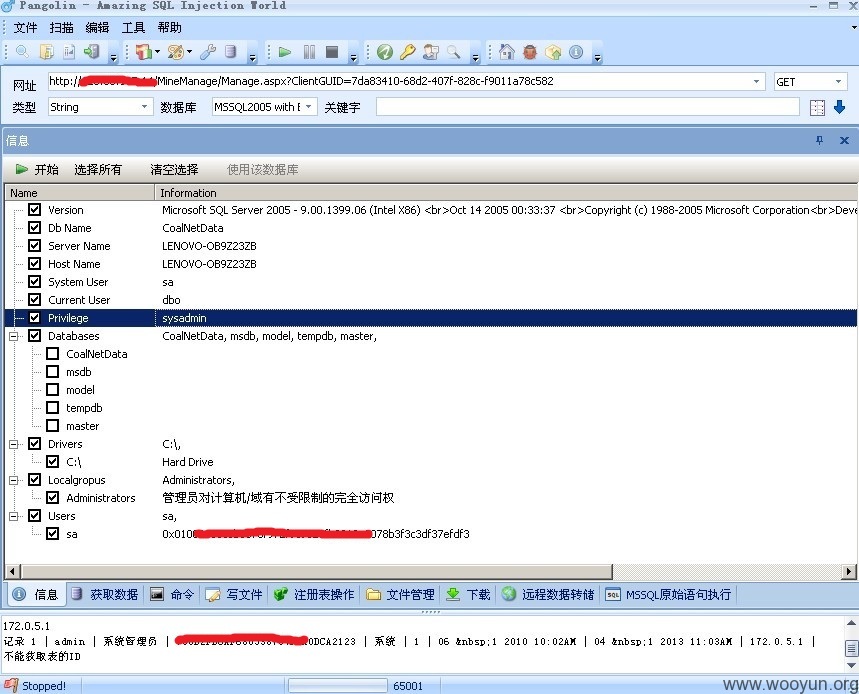 Pangolin - Amazing SQL Injection World
文件 扫描 编辑 工具 帮助
网址 http:// /MineManage/Manage.aspx?ClientGUID=7da83410-68d2-407f-828c-f9011a78c582 GET
类型 String 数据库 MSSQL2005 with E 关键字
信息
开始 选择所有 清空选择 使用该数据库
Name Information
Version Microsoft SQL Server 2005 - 9.00.1399.06 (Intel X86) <br>Oct 14 2005 00:33:37 <br>Copyright (c) 1988-2005 Microsoft Corporation<br>Deve
Db Name CoalNetData
Server Name LENOVO-OB9Z23ZB
Host Name LENOVO-OB9Z23ZB
System User sa
Current User dbo
Privilege sysadmin
Databases CoalNetData, msdb, model, tempdb, master,
CoalNetData
msdb
model
tempdb
master
Drivers C:\,
C:\ Hard Drive
Localgropus Administrators,
Administrators 管理员对计算机/域有不受限制的完全访问权
Users sa,
sa 0x0100 078b3f3c3df37efdf3
信息 获取数据 命令 写文件 注册表操作 文件管理 下载 远程数据转储 MSSQL原始语句执行
172.0.5.1
记录 1 | admin | 系统管理员 | 0DCA2123 | 系统 | 1 | 06 &nbsp;1 2010 10:02AM | 04 &nbsp;1 2013 11:03AM | 172.0.5.1 |
不能获取表的ID
Stopped! 65001
www.wooyun.org